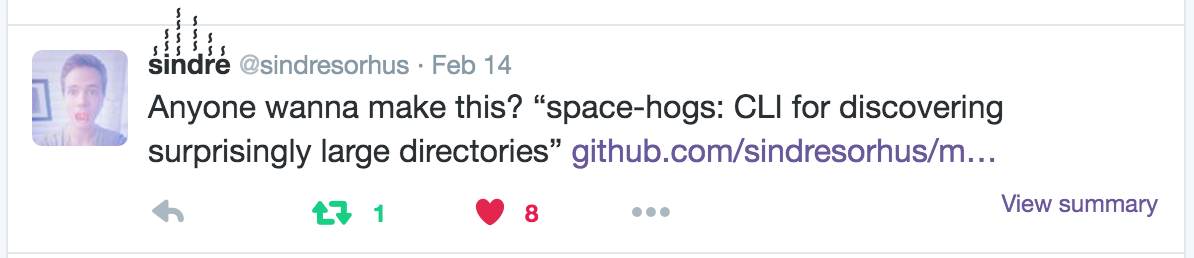 sindre @sindresorhus · Feb 14
Anyone wanna make this? “space-hogs: CLI for discovering
surprisingly large directories” github.com/sindresorhus/m…
1 8 View summary